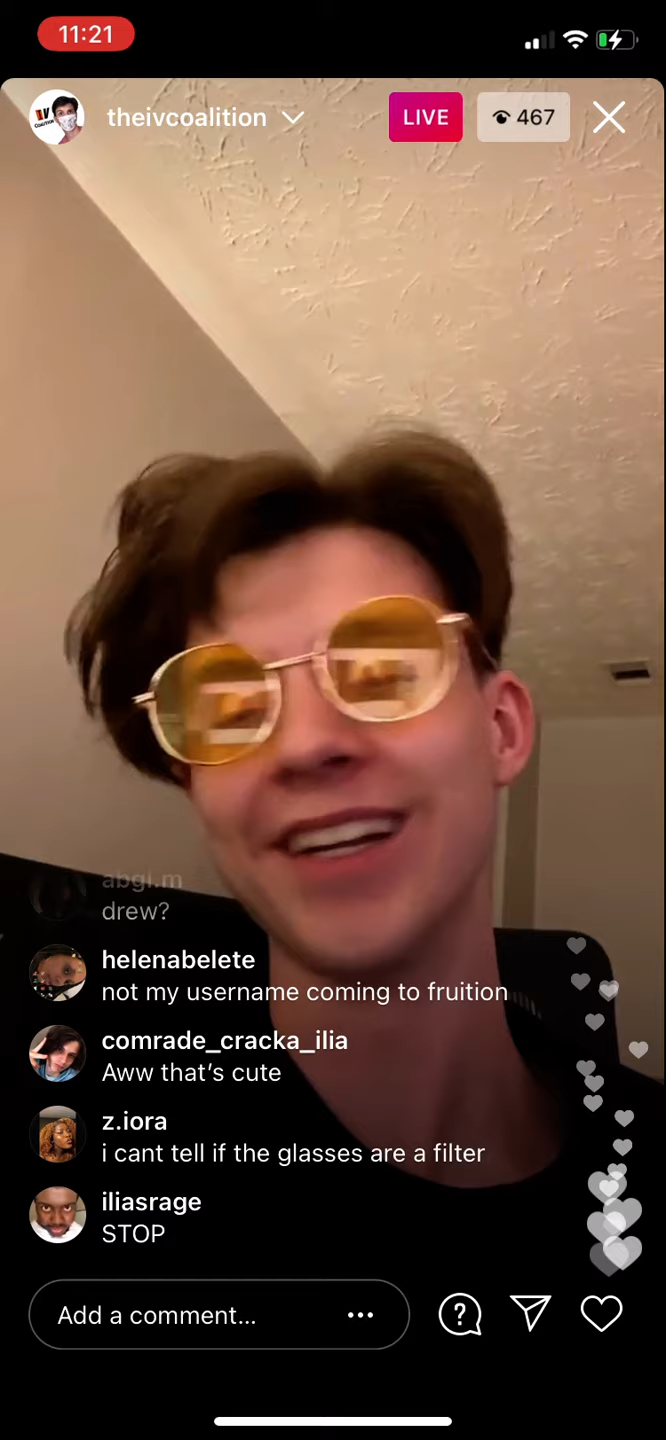 11:21
theivcoalition
LIVE
467
abgi.m
drew?
helenabelete
not my username coming to fruition
comrade_cracka_ilia
Aww that’s cute
z.iora
i cant tell if the glasses are a filter
iliasrage
STOP
Add a comment...